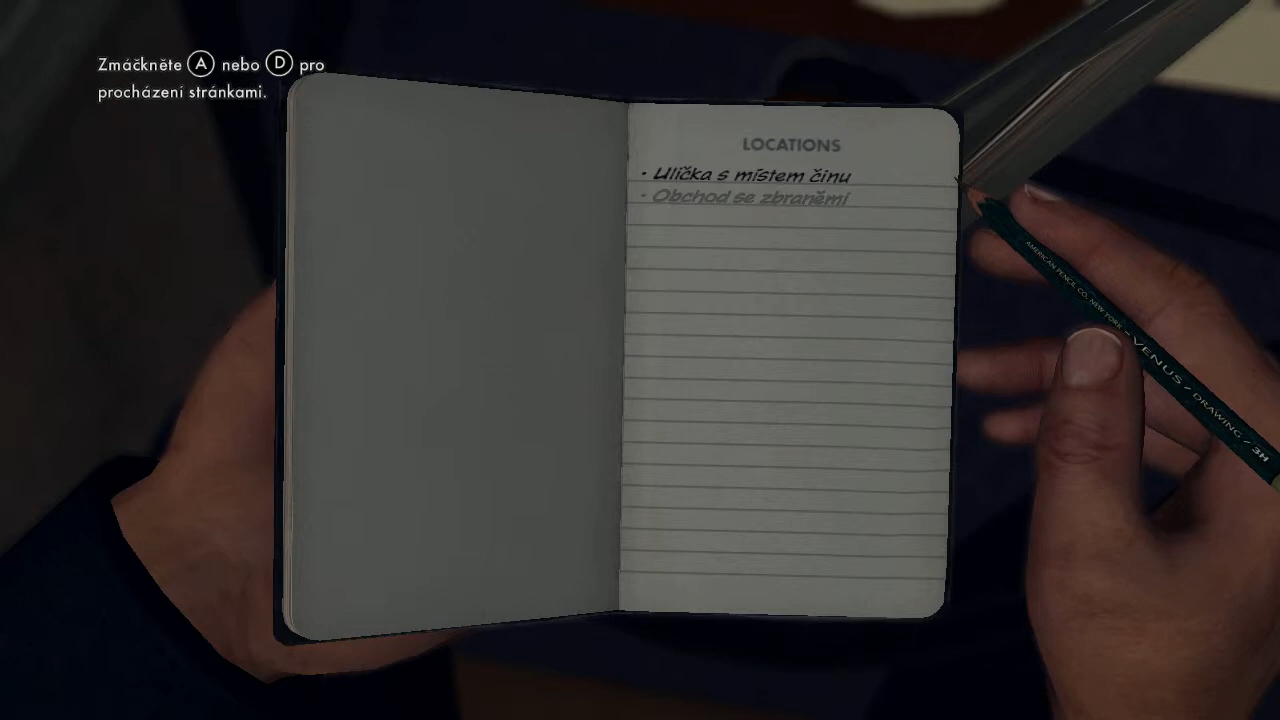 Zmáčkněte A nebo D pro
procházení stránkami.
LOCATIONS
· Ulička s místem činu
· Obchod se zbraněmi
AMERICAN PENCIL CO. NEW YORK - VENUS / DRAWING / 3H